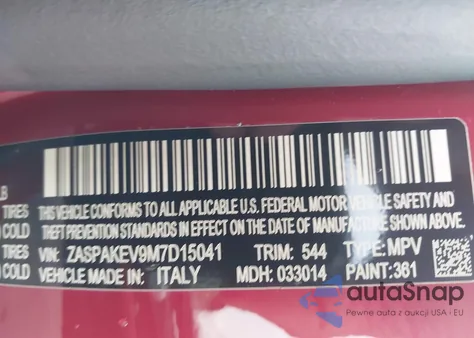 LB
TIRES THIS VEHICLE CONFORMS TO ALL APPLICABLE U.S. FEDERAL MOTOR VEHICLE SAFETY AND
COLD THEFT PREVENTION STANDARDS IN EFFECT ON THE DATE OF MANUFACTURE SHOWN ABOVE
TIRES VIN: ZASPAKEV9M7D15041 TRIM: 544 TYPE: MPV
COLD VEHICLE MADE IN: ITALY MDH: 033014 PAINT: 361
autoSnap
Pewne auta z aukcji USA i EU